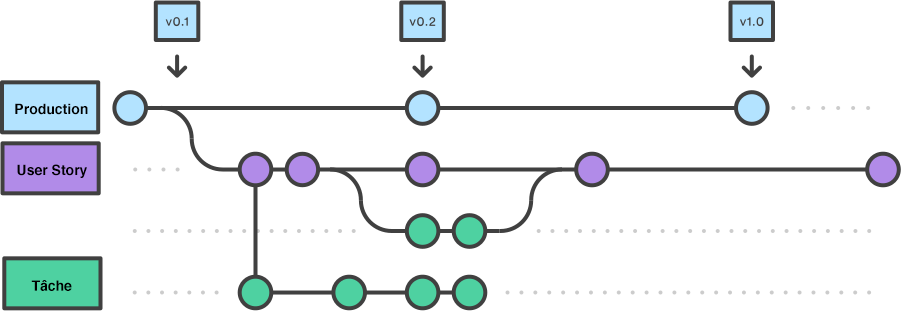 v0.1
v0.2
v1.0
Production
User Story
Tâche